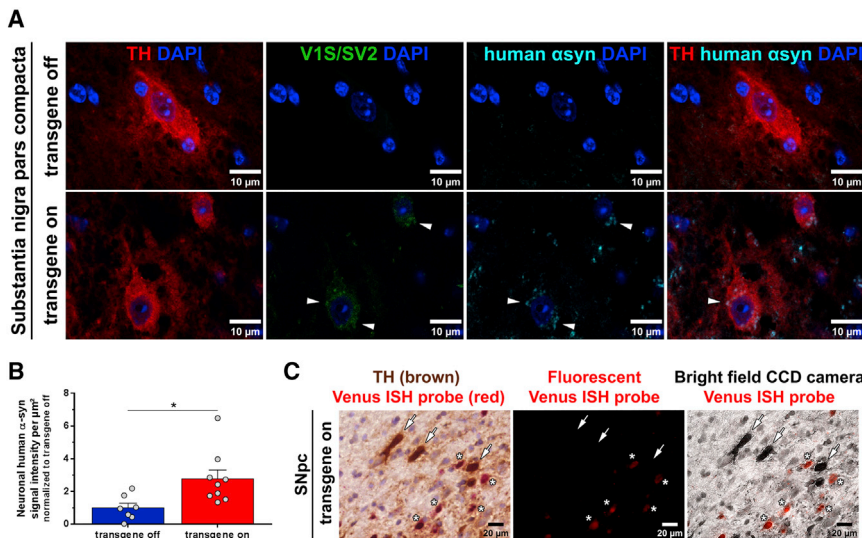 A
TH DAPI
V1S/SV2 DAPI
human αsyn DAPI
TH human αsyn DAPI
Substantia nigra pars compacta
transgene off
10 µm
10 µm
10 µm
10 µm
transgene on
10 µm
10 µm
10 µm
10 µm
B
Neuronal human α-syn
signal intensity per µm²
normalized to transgene off
8
6
4
2
0
*
transgene off
transgene on
C
TH (brown)
Venus ISH probe (red)
Fluorescent
Venus ISH probe
Bright field CCD camera
Venus ISH probe
SNpc
transgene on
*
*
*
*
*
20 µm
*
*
*
*
*
20 µm
*
*
*
*
*
20 µm